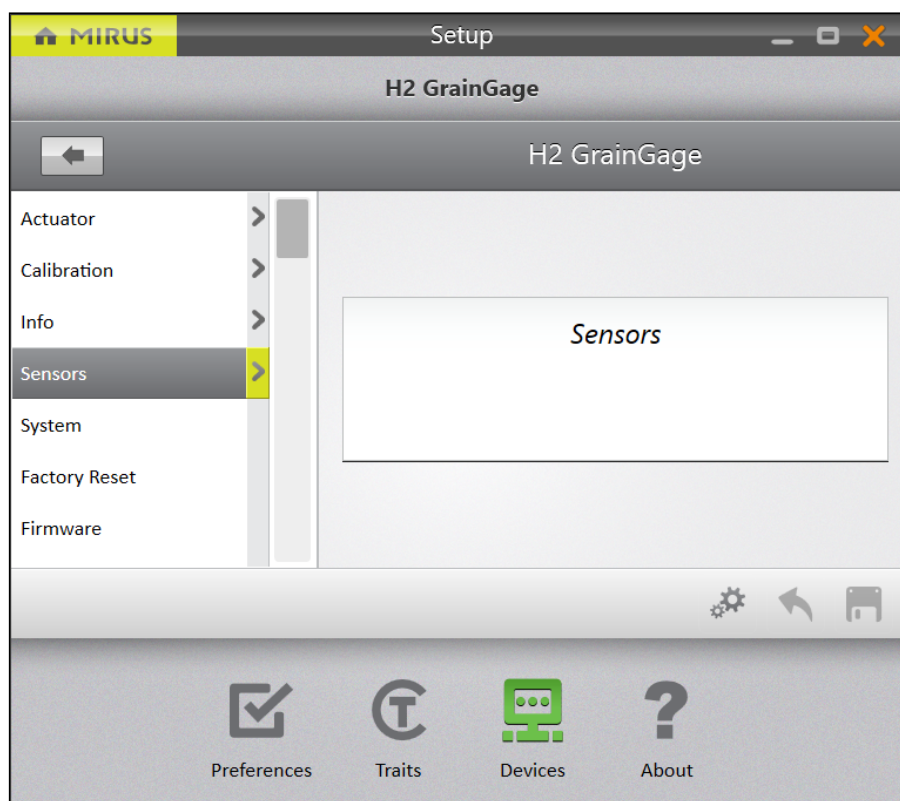 MIRUS
Setup
H2 GrainGage
H2 GrainGage
Actuator
Calibration
Info
Sensors
System
Factory Reset
Firmware
Sensors
Preferences
Traits
Devices
About